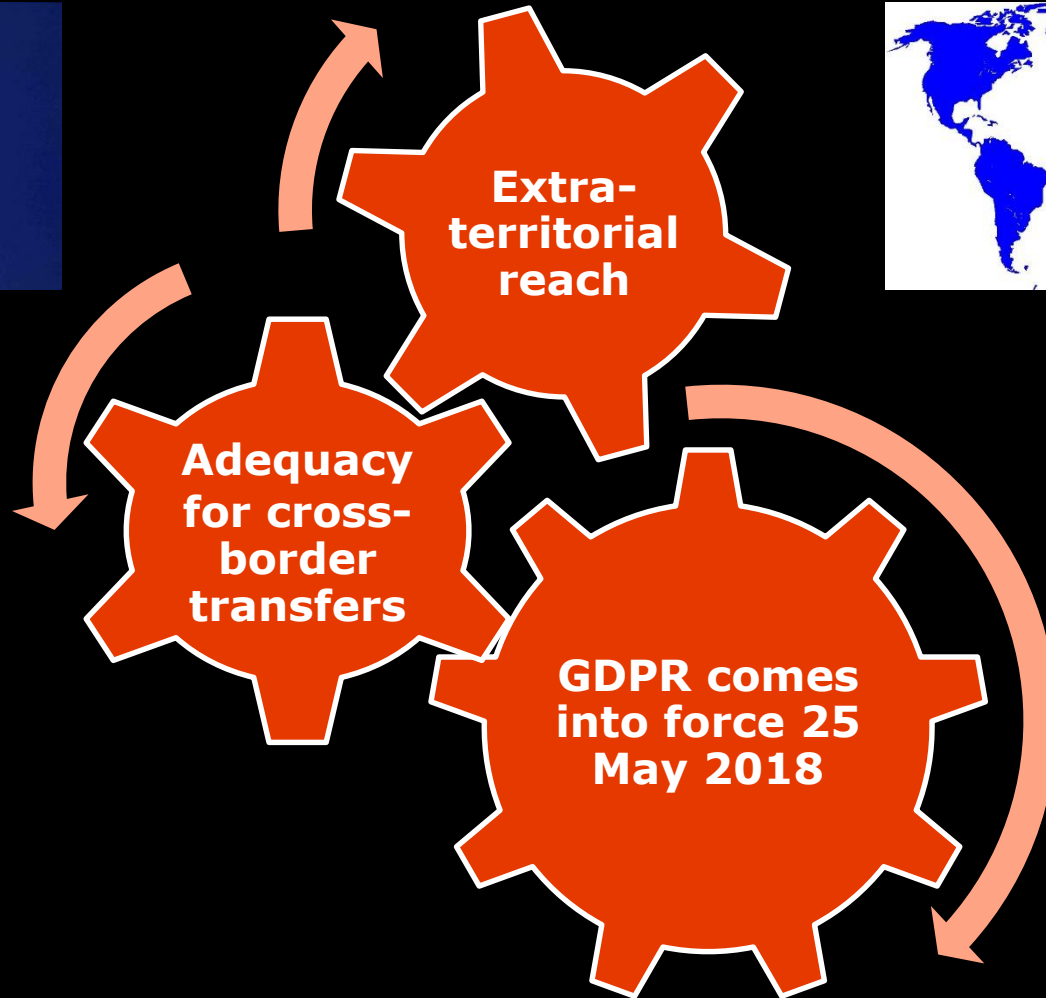 Extra-
territorial
reach
Adequacy
for cross-
border
transfers
GDPR comes
into force 25
May 2018